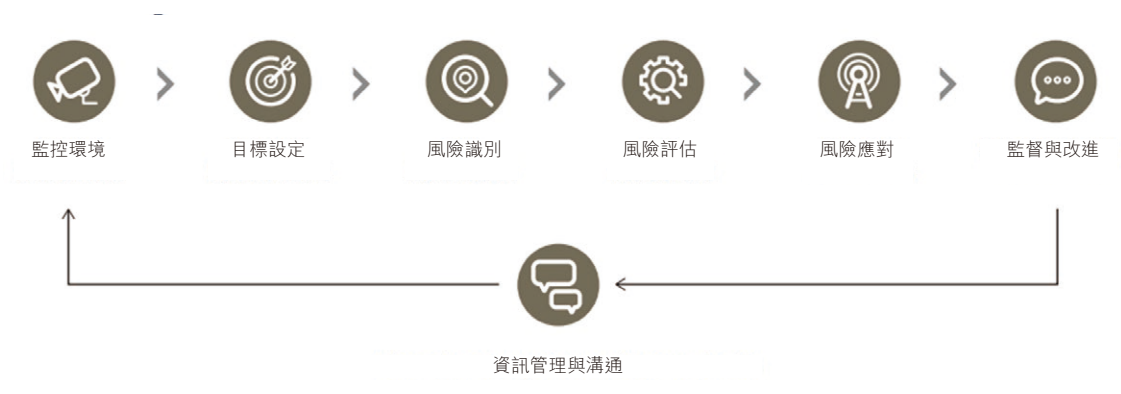 監控環境
目標設定
風險識別
風險評估
風險應對
監督與改進
資訊管理與溝通